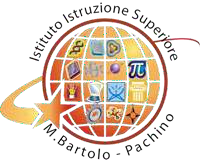 Istituto Istruzione Superiore
M.Bartolo - Pachino
π